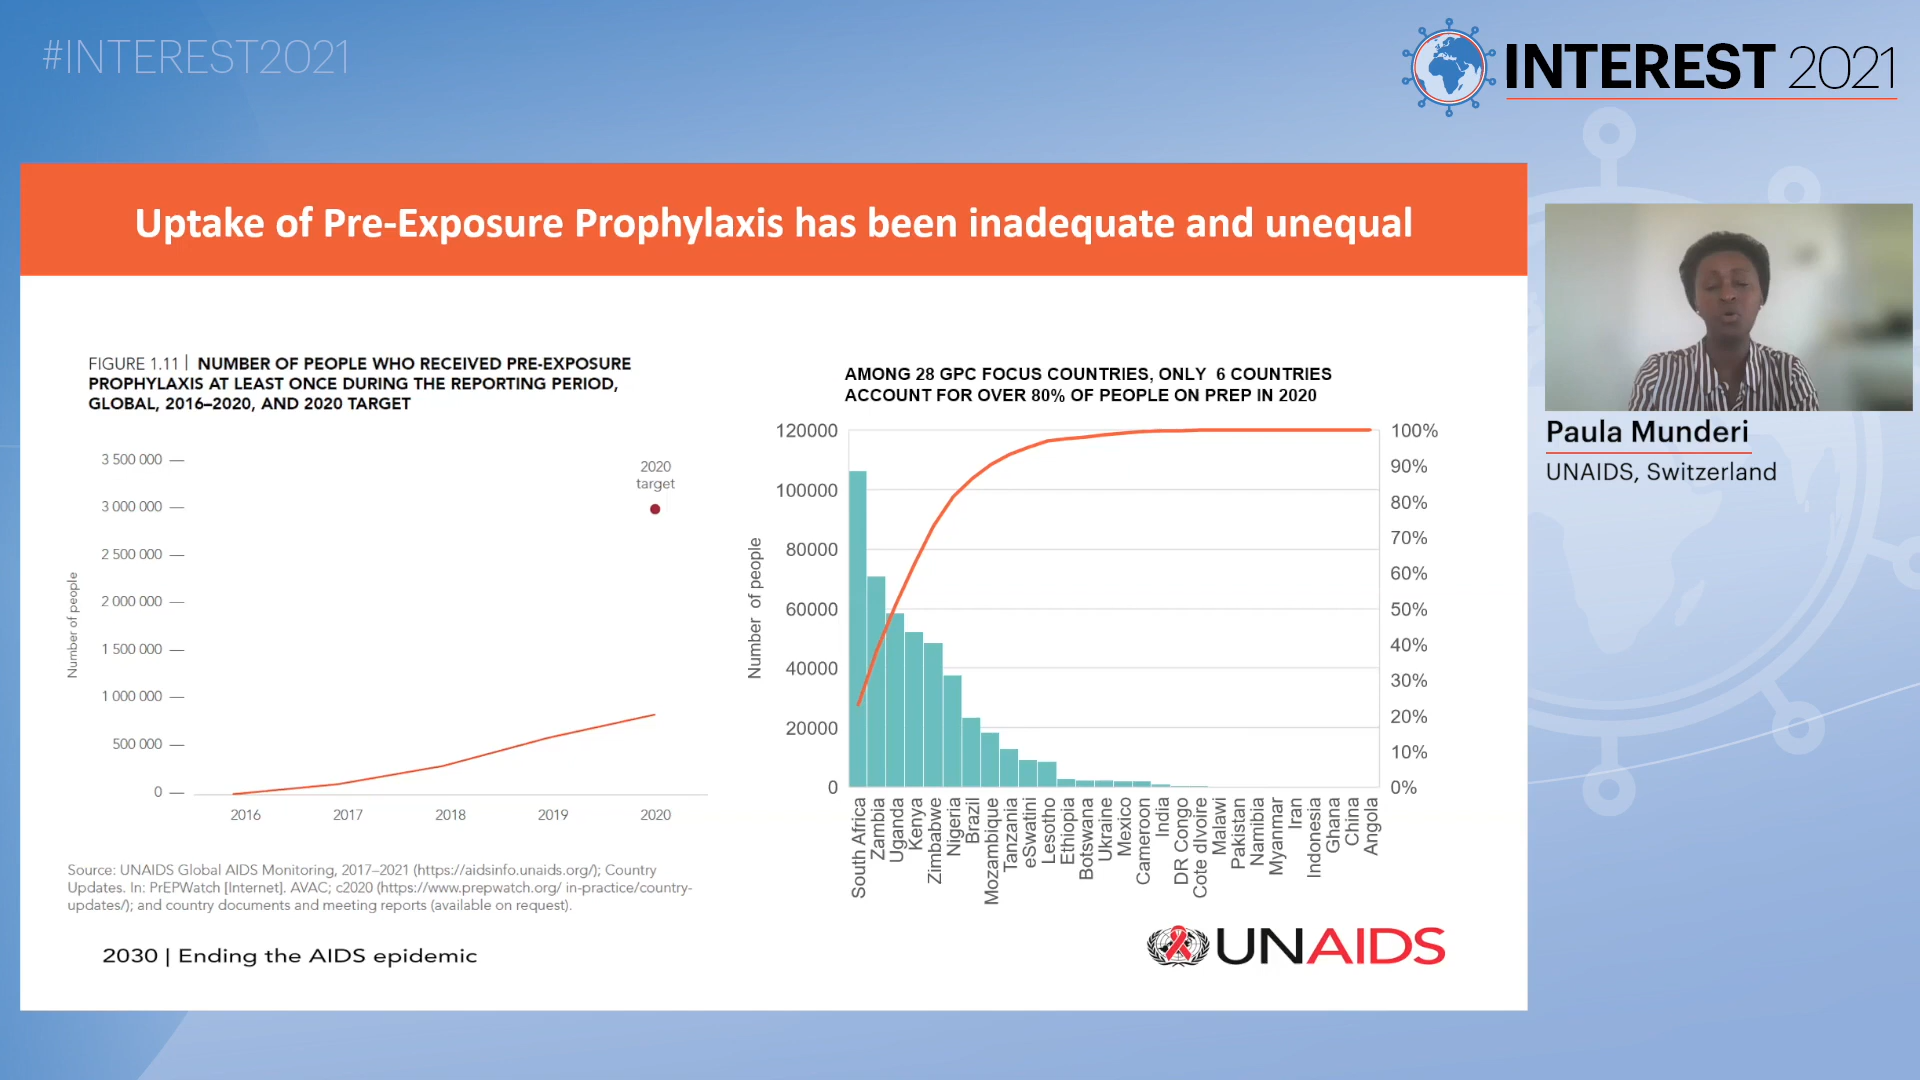 #INTEREST2021
INTEREST 2021
Uptake of Pre-Exposure Prophylaxis has been inadequate and unequal
FIGURE 1.11 | NUMBER OF PEOPLE WHO RECEIVED PRE-EXPOSURE
PROPHYLAXIS AT LEAST ONCE DURING THE REPORTING PERIOD,
GLOBAL, 2016–2020, AND 2020 TARGET
Number of people
3 500 000
3 000 000
2 500 000
2 000 000
1 500 000
1 000 000
500 000
0
2020
target
2016
2017
2018
2019
2020
Source: UNAIDS Global AIDS Monitoring, 2017–2021 (https://aidsinfo.unaids.org/); Country
Updates. In: PrEPWatch [Internet]. AVAC; c2020 (https://www.prepwatch.org/ in-practice/country-
updates/); and country documents and meeting reports (available on request).
AMONG 28 GPC FOCUS COUNTRIES, ONLY 6 COUNTRIES
ACCOUNT FOR OVER 80% OF PEOPLE ON PREP IN 2020
Number of people
120000
100000
80000
60000
40000
20000
0
100%
90%
80%
70%
60%
50%
40%
30%
20%
10%
0%
South Africa
Zambia
Uganda
Kenya
Zimbabwe
Nigeria
Brazil
Mozambique
Tanzania
eSwatini
Lesotho
Ethiopia
Botswana
Ukraine
Mexico
Cameroon
India
DR Congo
Cote dIvoire
Malawi
Pakistan
Namibia
Myanmar
Iran
Indonesia
Ghana
China
Angola
2030 | Ending the AIDS epidemic
UNAIDS
Paula Munderi
UNAIDS, Switzerland